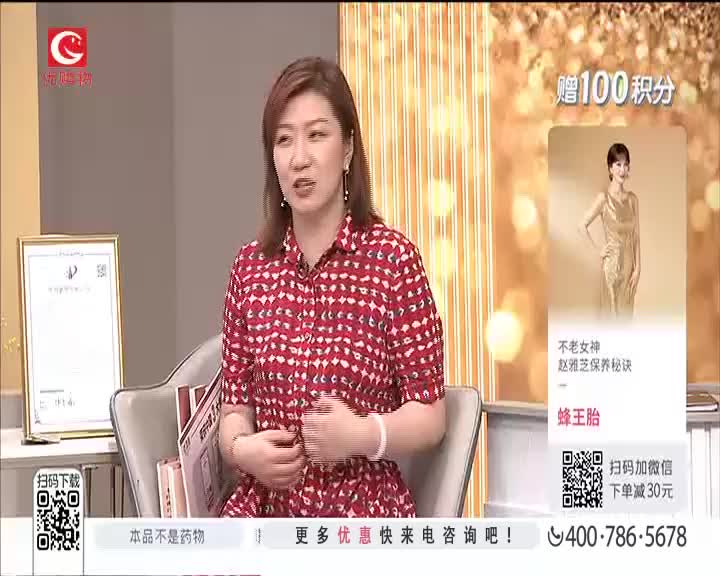 优购物
赠100积分
不老女神
赵雅芝保养秘诀
蜂王胎
扫码加微信
下单减30元
扫码下载
本品不是药物
更多优惠快来电咨询吧！
400-786-5678